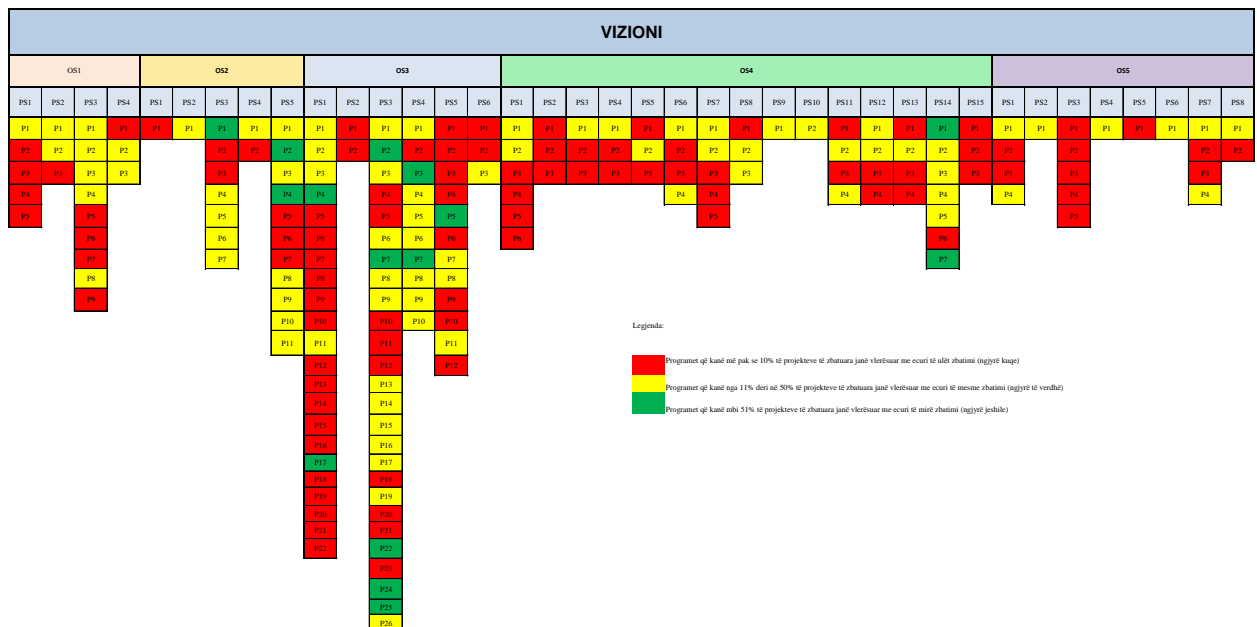 VIZIONI
OS1 OS2 OS3 OS4 OS5
PS1 PS2 PS3 PS4 PS1 PS2 PS3 PS4 PS5 PS1 PS2 PS3 PS4 PS5 PS6 PS1 PS2 PS3 PS4 PS5 PS6 PS7 PS8 PS9 PS10 PS11 PS12 PS13 PS14 PS15 PS1 PS2 PS3 PS4 PS5 PS6 PS7 PS8
P1 P1 P1 P1 P1 P1 P1 P1 P1 P1 P1 P1 P1 P1 P1 P1 P1 P1 P1 P1 P1 P1 P1 P1 P2 P1 P1 P1 P1 P1 P1 P1 P1 P1 P1 P1 P1 P1
P2 P2 P2 P2 P2 P2 P2 P2 P2 P2 P2 P2 P2 P2 P2 P2 P2 P2 P2 P2 P2 P2 P2 P2 P2 P2 P2 P2 P2 P2
P3 P3 P3 P3 P3 P3 P3 P3 P3 P3 P3 P3 P3 P3 P3 P3 P3 P3 P3 P3 P3 P3 P3 P3 P3 P3 P3
P4 P4 P4 P4 P4 P4 P4 P4 P4 P4 P4 P4 P4 P4 P4 P4 P4 P4
P5 P5 P5 P5 P5 P5 P5 P5 P5 P5 P5 P5
P6 P6 P6 P6 P6 P6 P6 P6 P6
P7 P7 P7 P7 P7 P7 P7 P7
P8 P8 P8 P8 P8 P8
P9 P9 P9 P9 P9 P9
P10 P10 P10 P10 P10
P11 P11 P11 P11
P12 P12 P12
P13 P13
P14 P14
P15 P15
P16 P16
P17 P17
P18 P18
P19 P19
P20 P20
P21 P21
P22 P22
P23
P24
P25
P26
Legjenda:
Programet që kanë më pak se 10% të projekteve të zbatuara janë vlerësuar me ecuri të ulët zbatimi (ngjyrë kuqe)
Programet që kanë nga 11% deri në 50% të projekteve të zbatuara janë vlerësuar me ecuri të mesme zbatimi (ngjyrë të verdhë)
Programet që kanë mbi 51% të projekteve të zbatuara janë vlerësuar me ecuri të mirë zbatimi (ngjyrë jeshile)